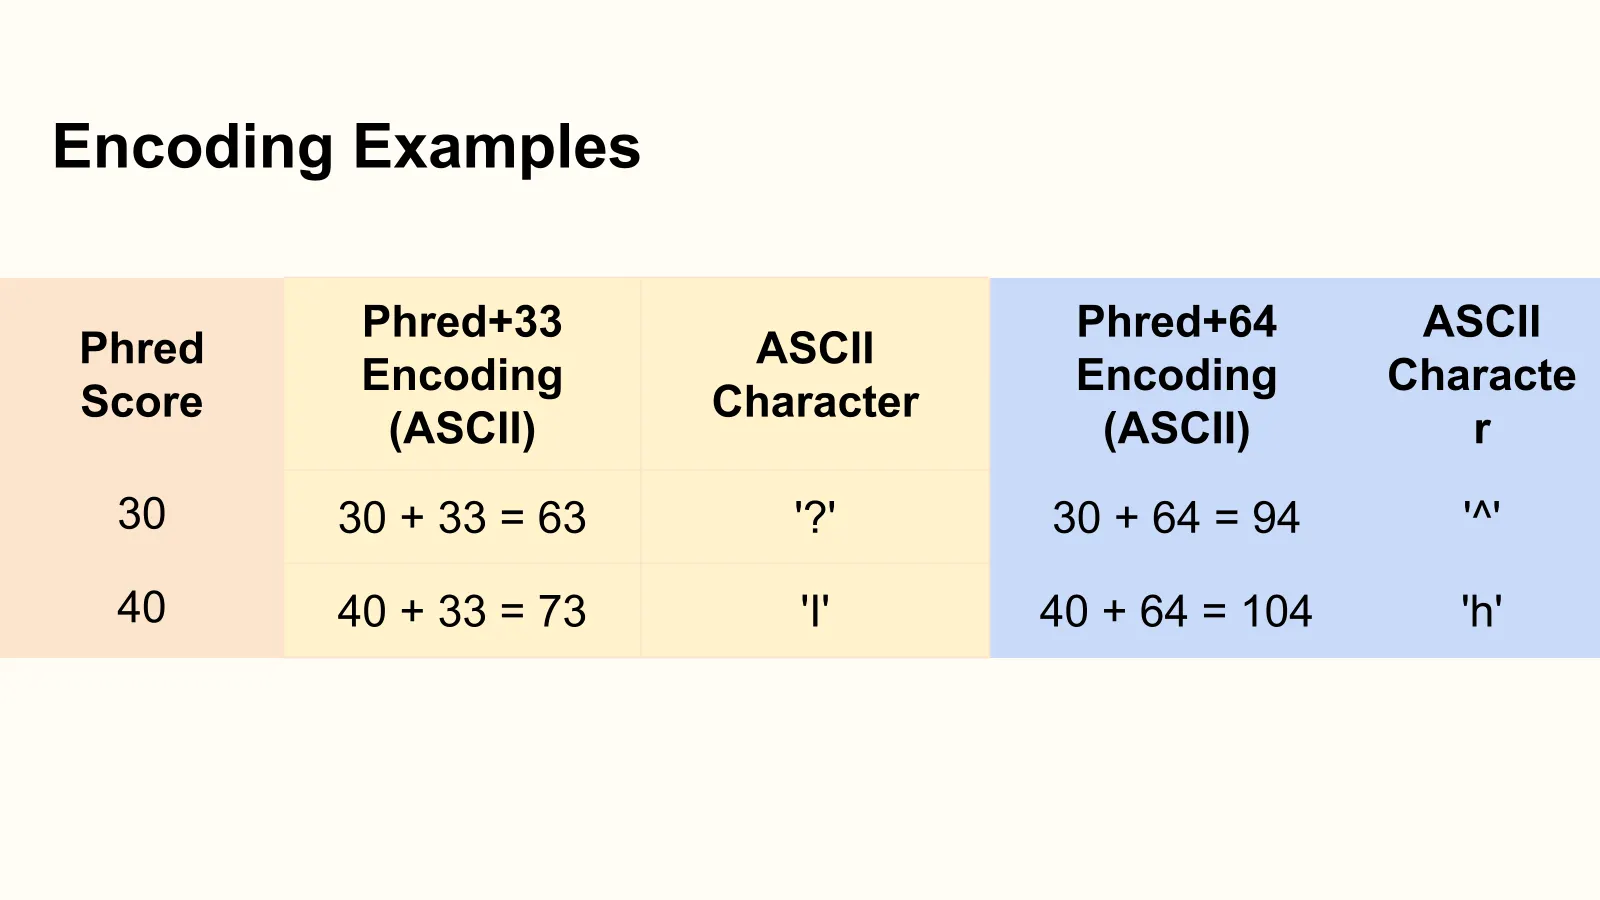 Encoding Examples
Phred
Score
Phred+33
Encoding
(ASCII)
ASCII
Character
Phred+64
Encoding
(ASCII)
ASCII
Characte
r
30
30 + 33 = 63
'?'
30 + 64 = 94
'^'
40
40 + 33 = 73
'I'
40 + 64 = 104
'h'